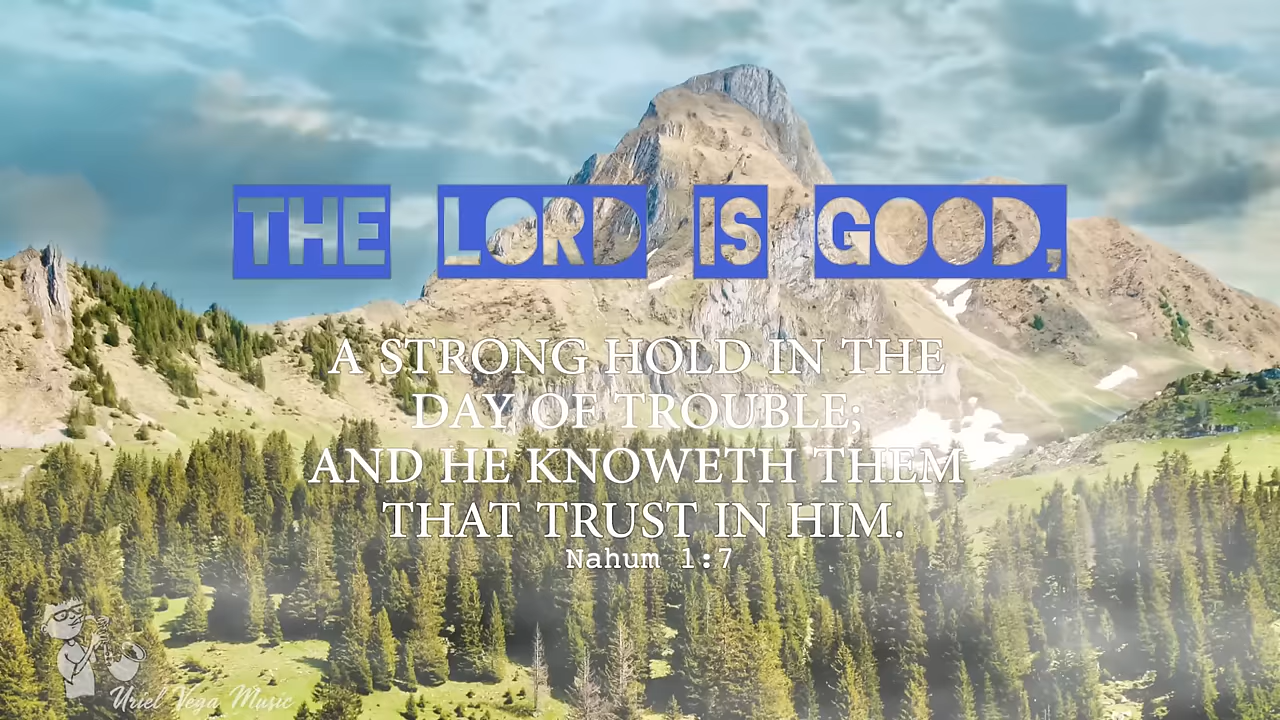 THE LORD IS GOOD,
A STRONG HOLD IN THE
DAY OF TROUBLE;
AND HE KNOWETH THEM
THAT TRUST IN HIM.
Nahum 1:7
Uriel Vega Music